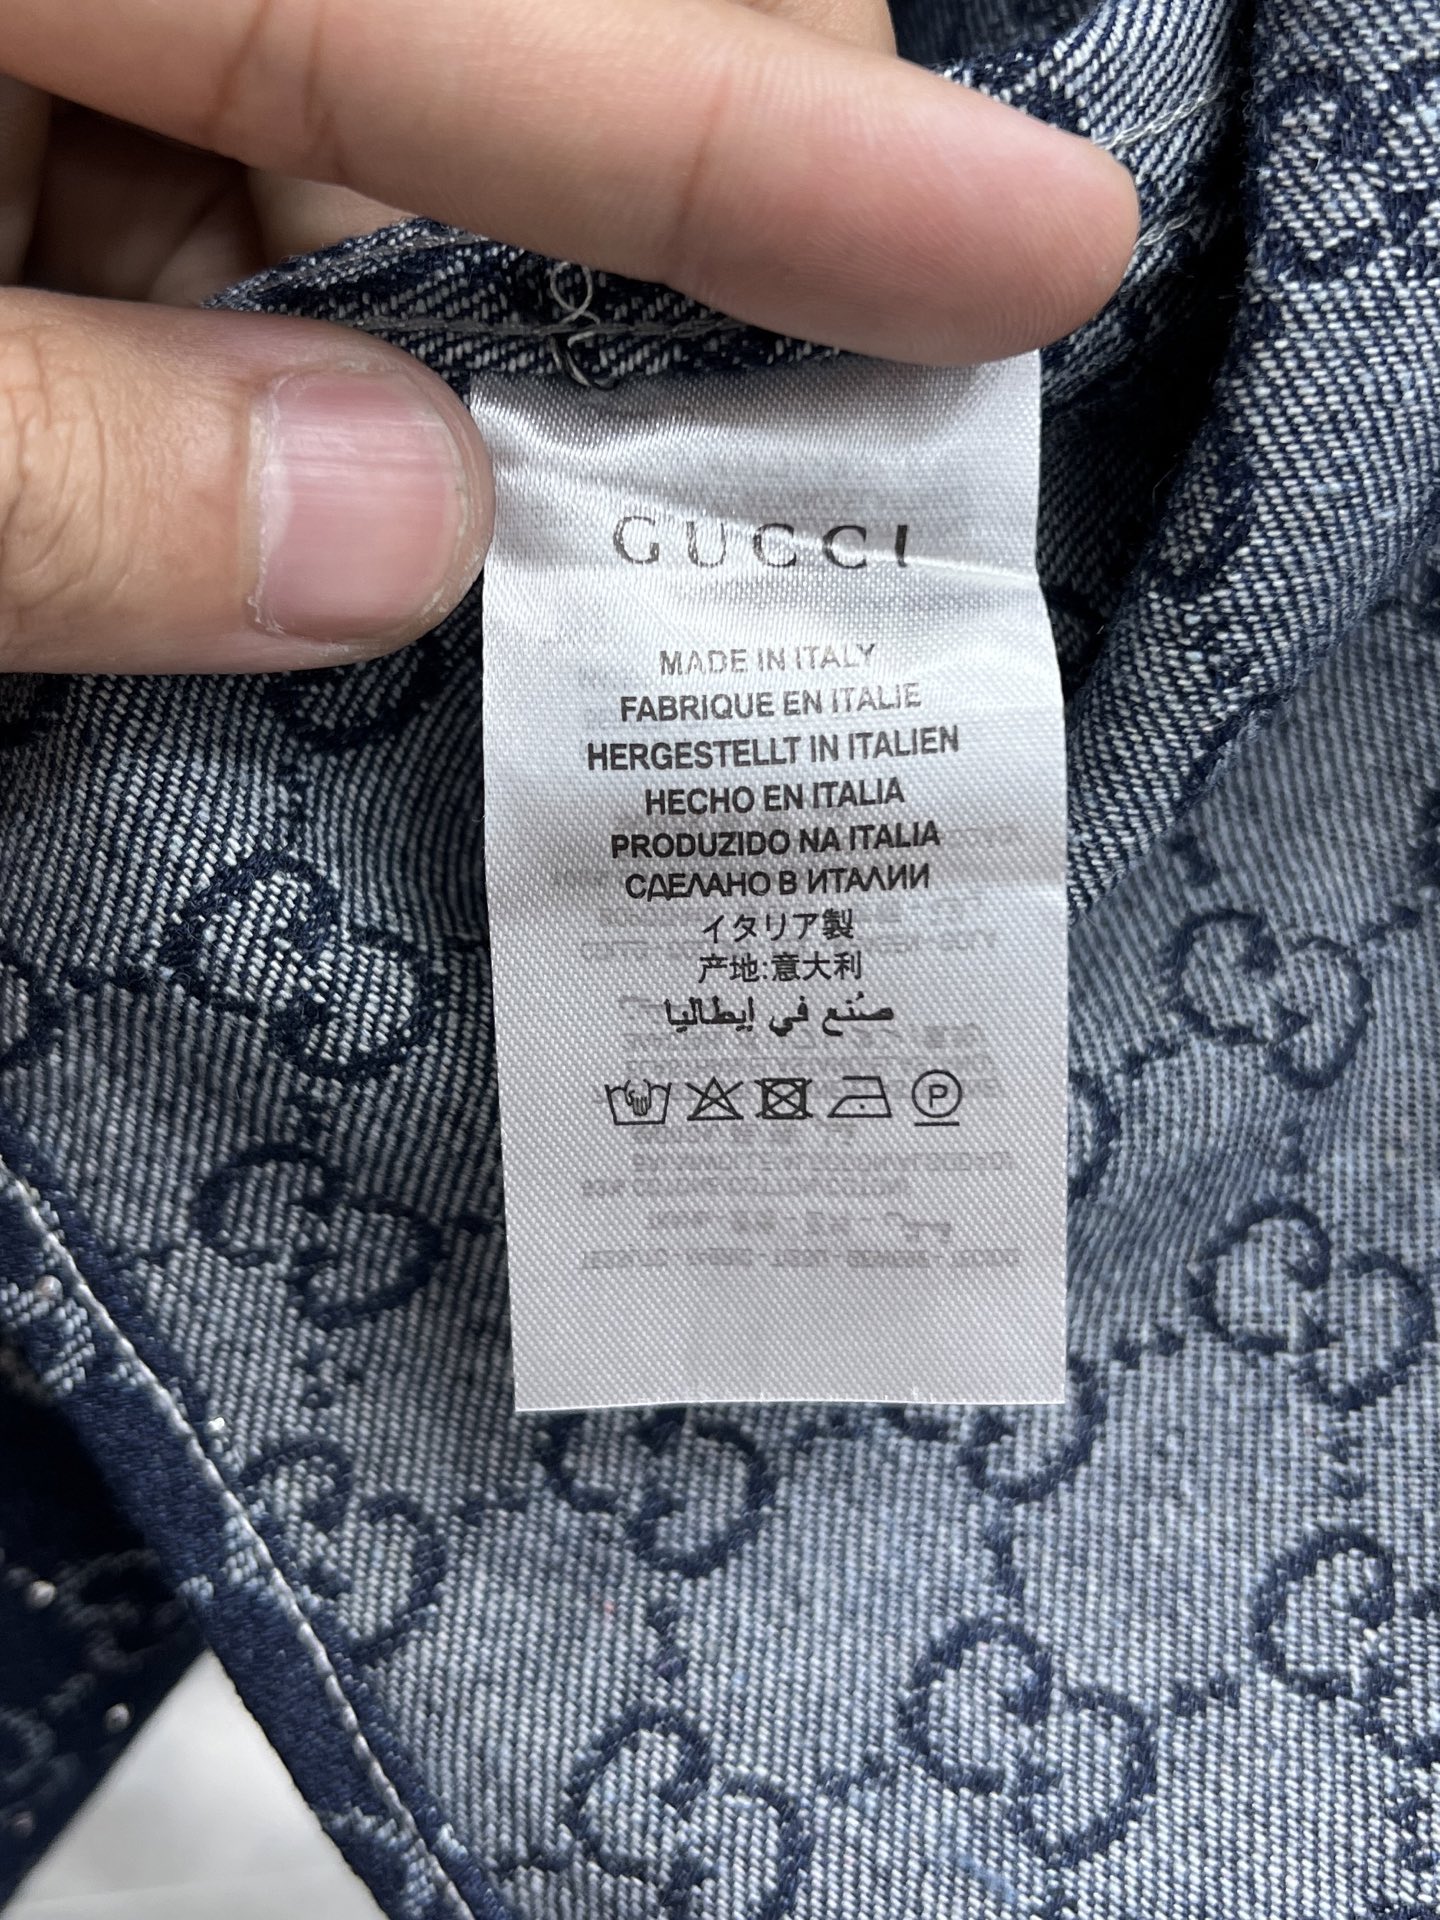 GUCCI
MADE IN ITALY
FABRIQUE EN ITALIE
HERGESTELLT IN ITALIEN
HECHO EN ITALIA
PRODUZIDO NA ITALIA
СДЕЛАНО В ИТАЛИИ
イタリア製
产地:意大利
صُنع في إيطاليا
P